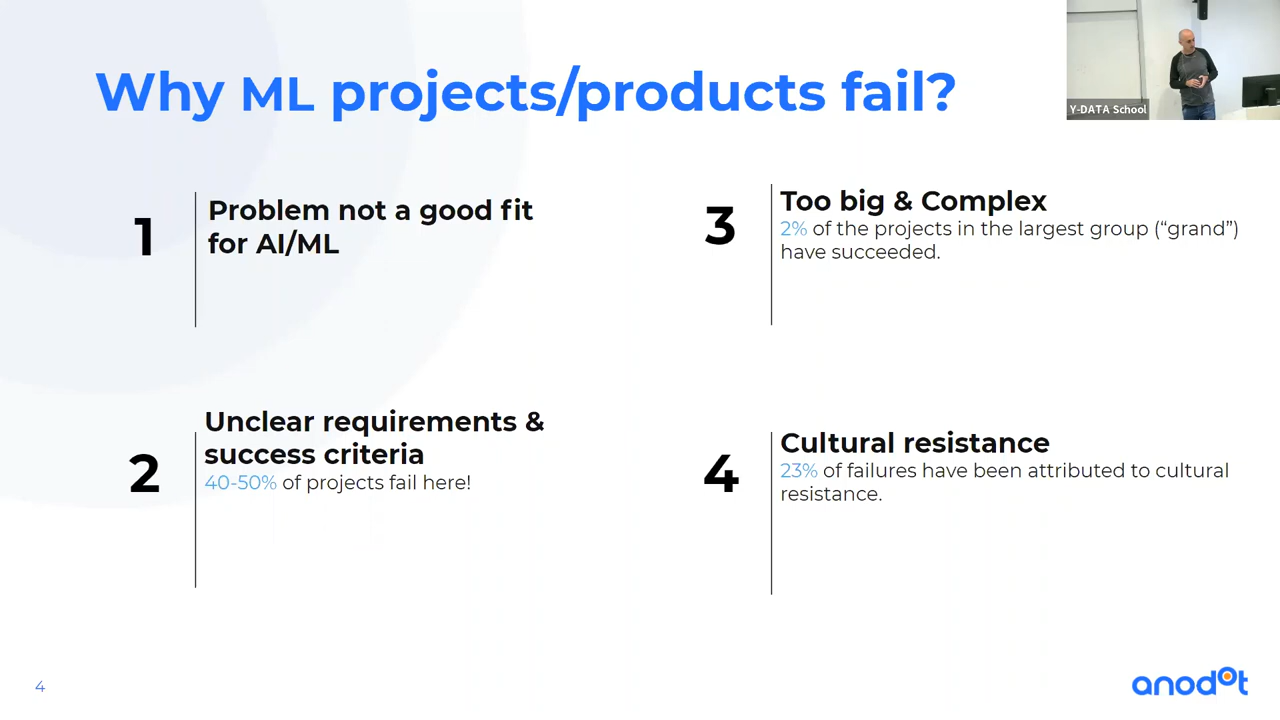 Why ML projects/products fail?
Y-DATA School
1
Problem not a good fit
for AI/ML
2
Unclear requirements &
success criteria
40-50% of projects fail here!
3
Too big & Complex
2% of the projects in the largest group (“grand”)
have succeeded.
4
Cultural resistance
23% of failures have been attributed to cultural
resistance.
4
anodot